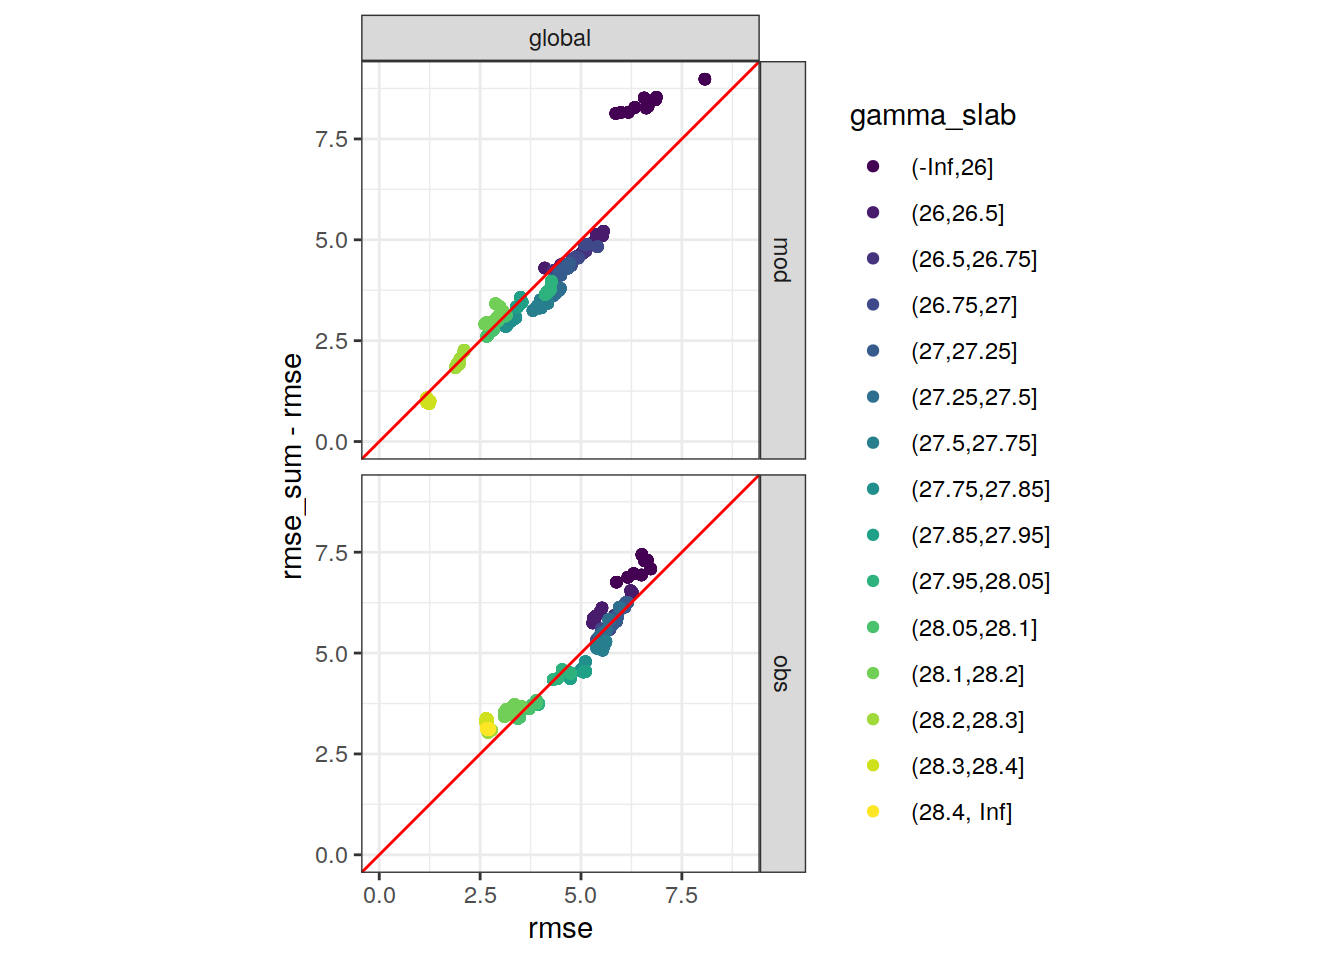 global
mod
obs
7.5
5.0
2.5
0.0
7.5
5.0
2.5
0.0
rmse_sum - rmse
0.0 2.5 5.0 7.5
rmse
gamma_slab
(-Inf,26]
(26,26.5]
(26.5,26.75]
(26.75,27]
(27,27.25]
(27.25,27.5]
(27.5,27.75]
(27.75,27.85]
(27.85,27.95]
(27.95,28.05]
(28.05,28.1]
(28.1,28.2]
(28.2,28.3]
(28.3,28.4]
(28.4, Inf]